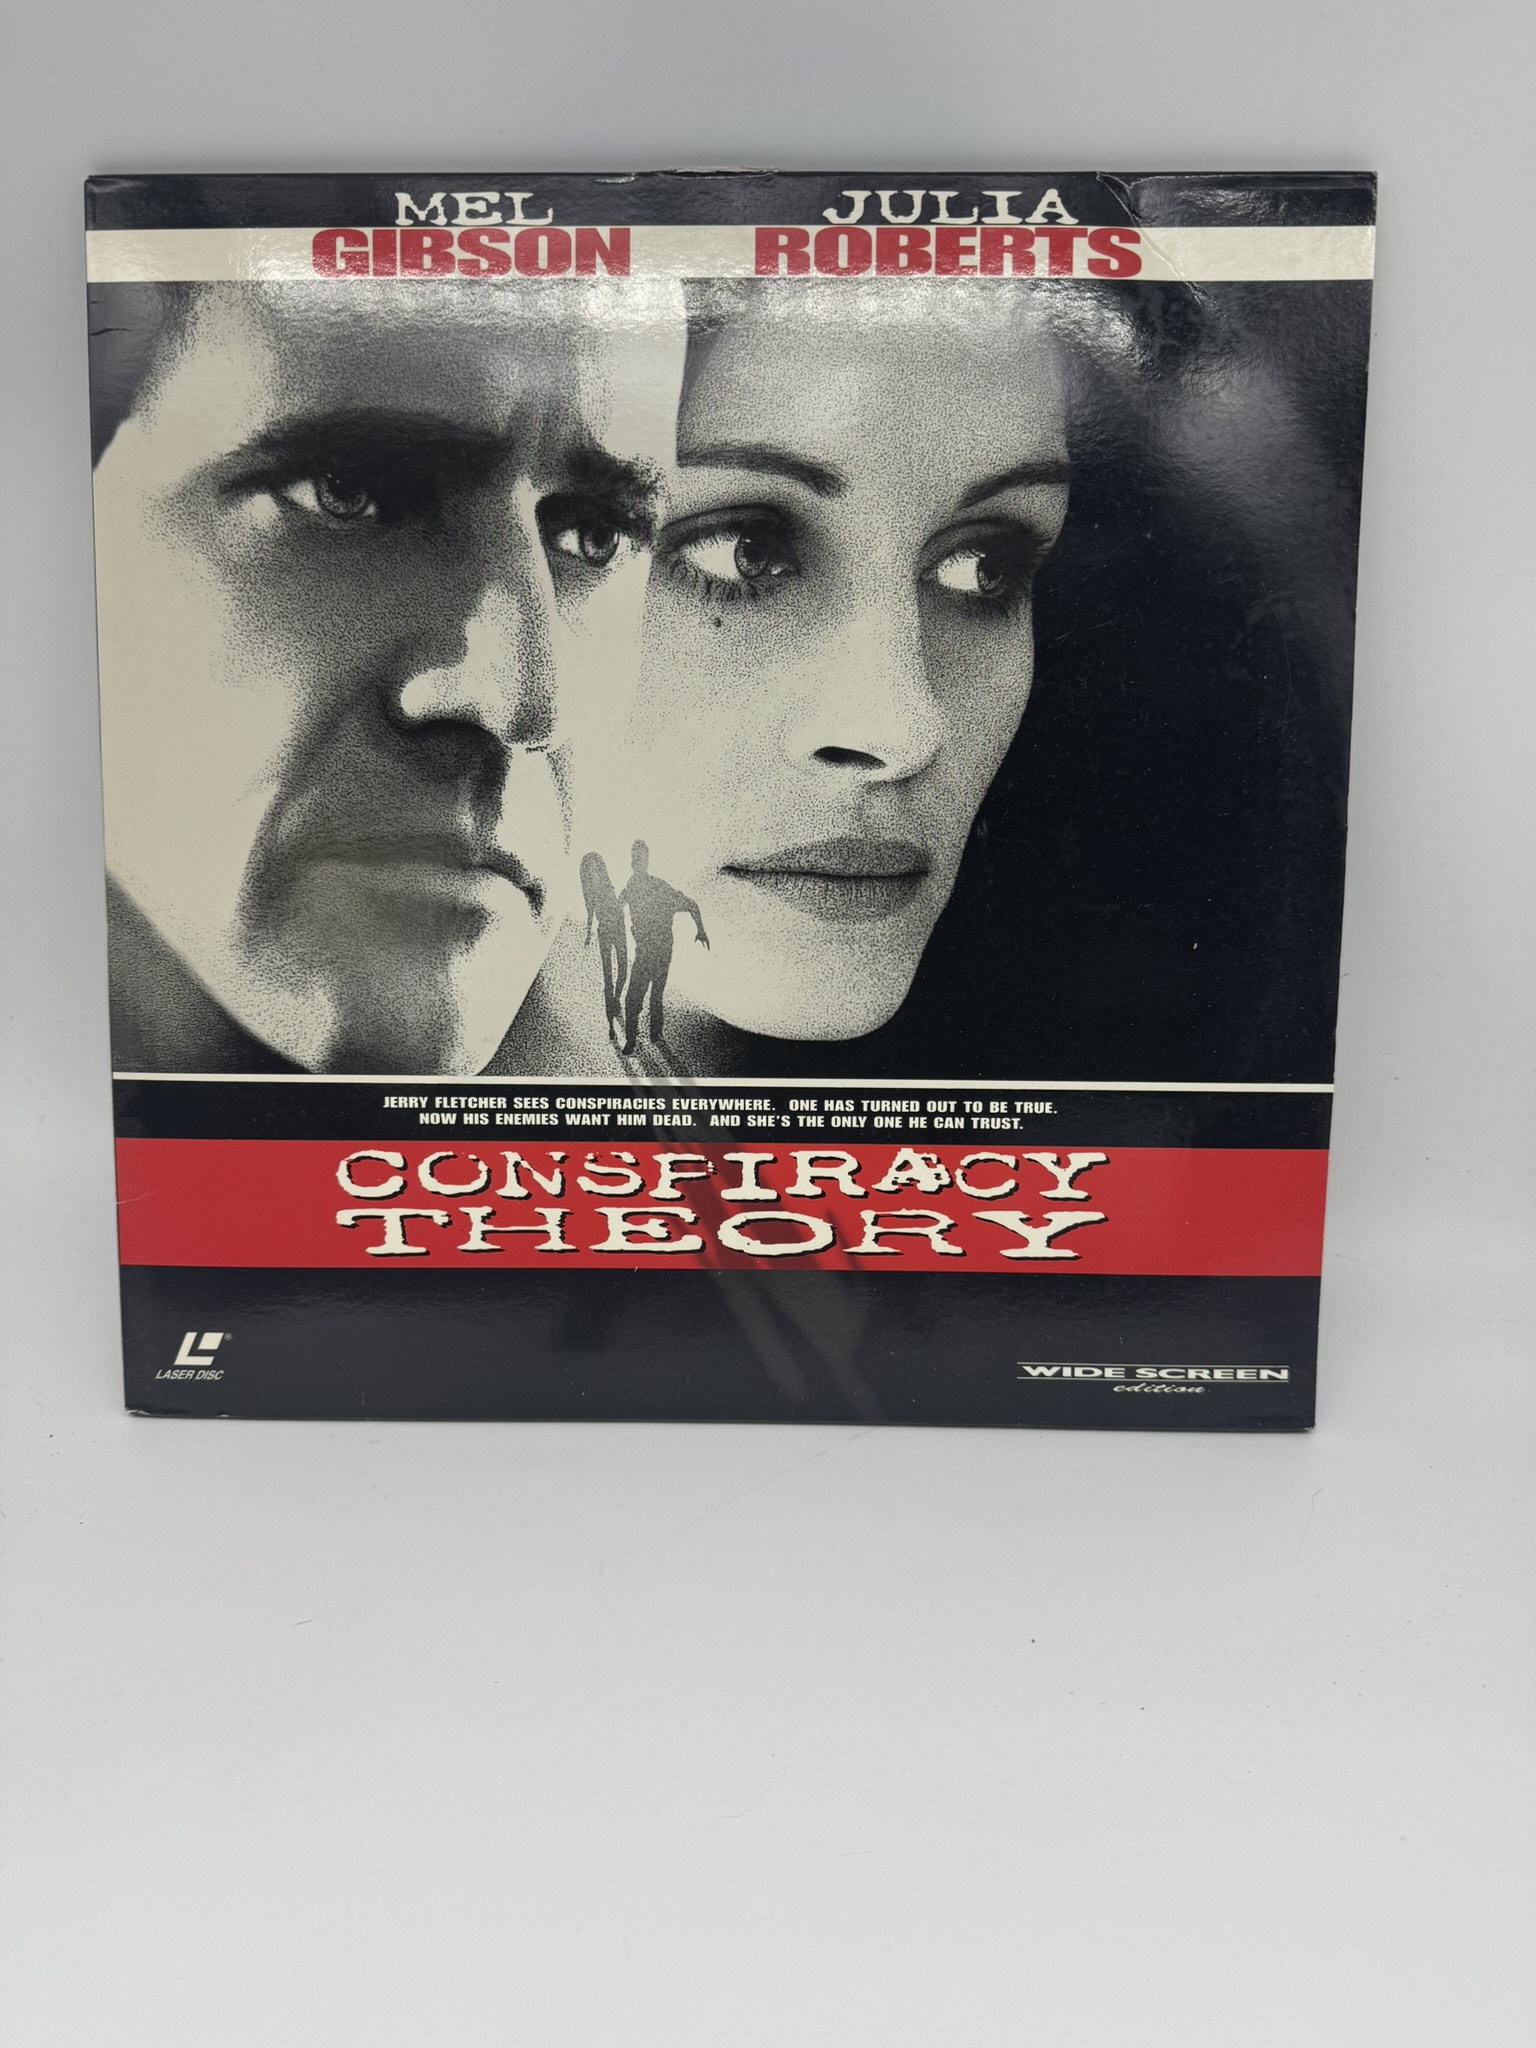 MEL JULIA
GIBSON ROBERTS
JERRY FLETCHER SEES CONSPIRACIES EVERYWHERE. ONE HAS TURNED OUT TO BE TRUE.
NOW HIS ENEMIES WANT HIM DEAD. AND SHE'S THE ONLY ONE HE CAN TRUST.
CONSPIRACY
THEORY
LASER DISC
WIDE SCREEN
edition